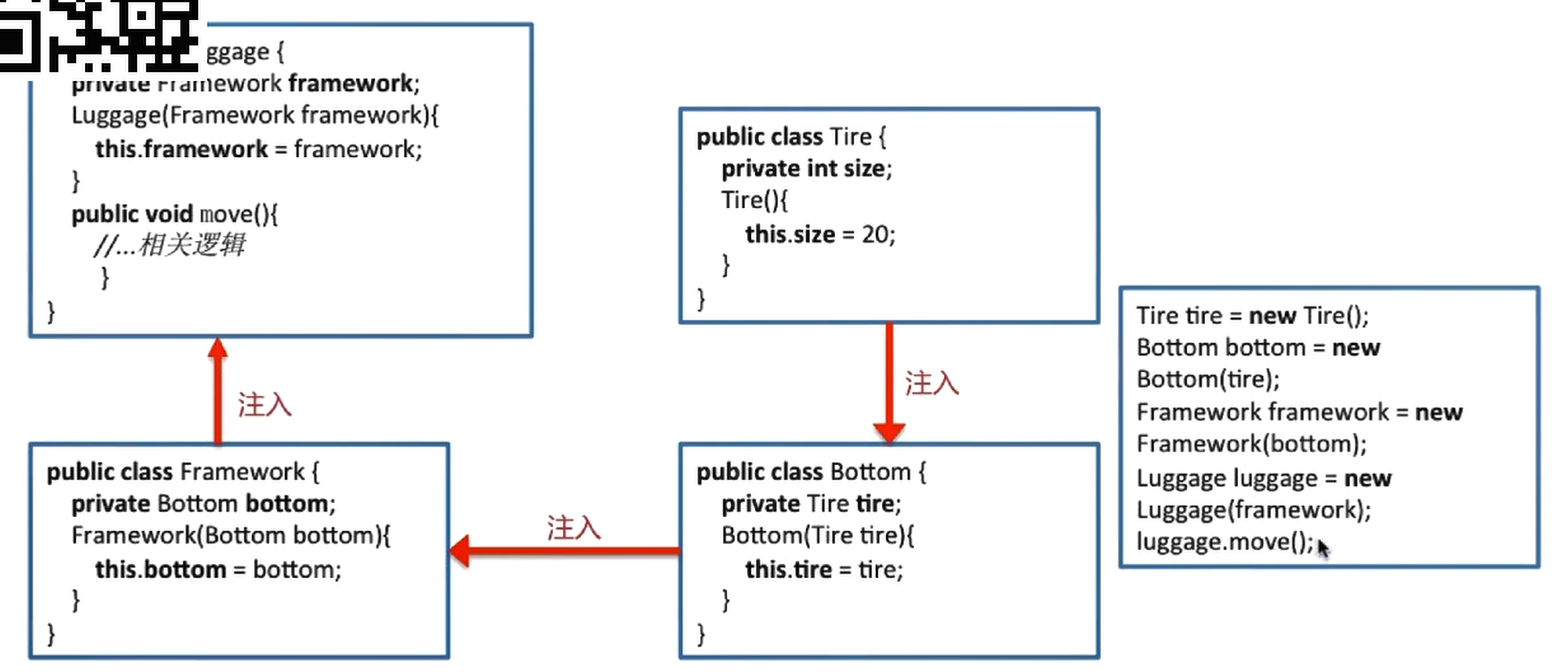 ggage {
private Framework framework;
Luggage(Framework framework){
this.framework = framework;
}
public void move(){
//...相关逻辑
}
}
注入
public class Framework {
private Bottom bottom;
Framework(Bottom bottom){
this.bottom = bottom;
}
}
注入
public class Tire {
private int size;
Tire(){
this.size = 20;
}
}
注入
public class Bottom {
private Tire tire;
Bottom(Tire tire){
this.tire = tire;
}
}
Tire tire = new Tire();
Bottom bottom = new
Bottom(tire);
Framework framework = new
Framework(bottom);
Luggage luggage = new
Luggage(framework);
luggage.move();